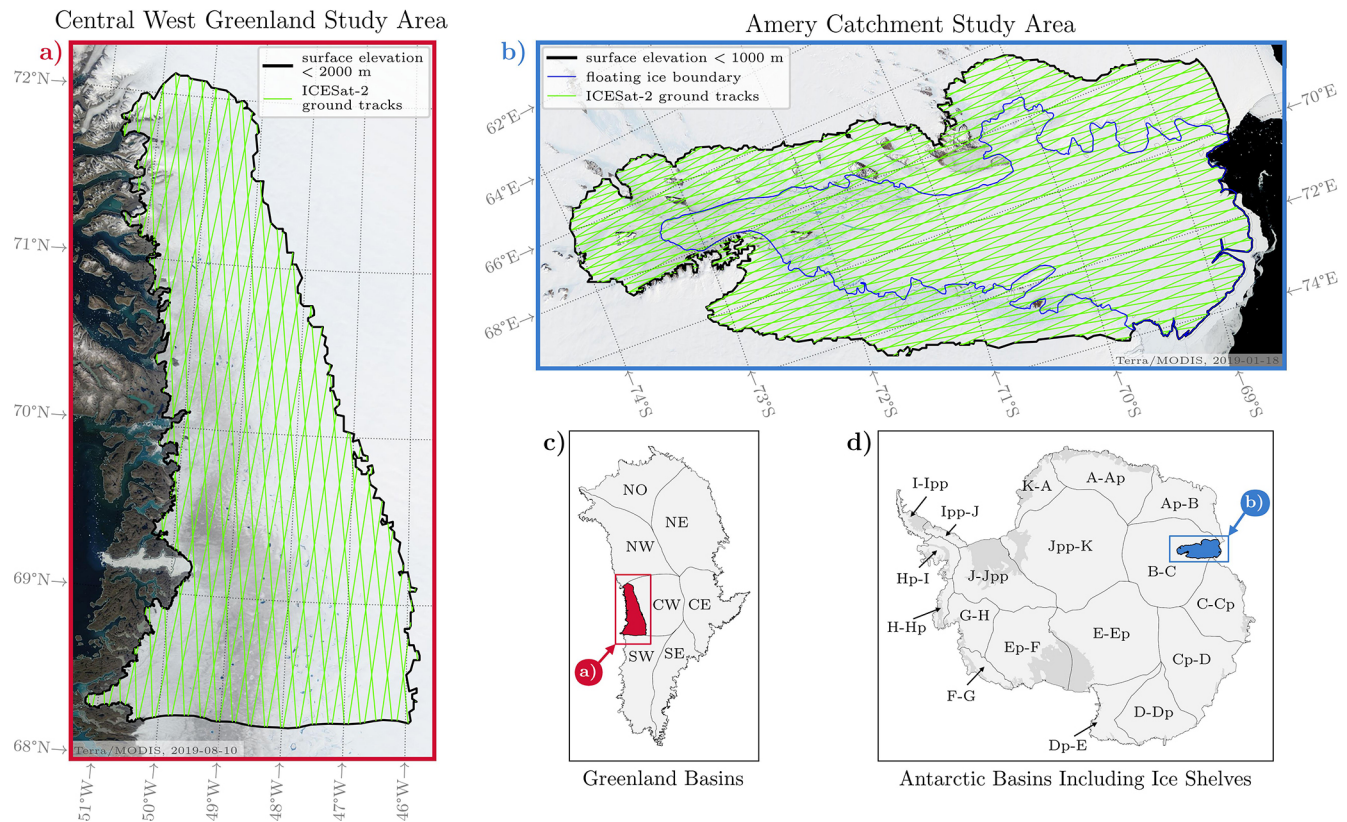 Central West Greenland Study Area
a)
surface elevation
< 2000 m
ICESat-2
ground tracks
72°N
71°N
70°N
69°N
68°N
51°W
50°W
49°W
48°W
47°W
46°W
Terra/MODIS, 2019-08-10
Amery Catchment Study Area
b)
surface elevation < 1000 m
floating ice boundary
ICESat-2 ground tracks
62°E
64°E
66°E
68°E
70°E
72°E
74°E
74°S
73°S
72°S
71°S
70°S
69°S
Terra/MODIS, 2019-01-18
c)
NO
NE
NW
CW
CE
SW
SE
a)
Greenland Basins
d)
I-Ipp
Ipp-J
K-A
A-Ap
Ap-B
b)
Jpp-K
Hp-I
J-Jpp
B-C
H-Hp
G-H
C-Cp
Ep-F
E-Ep
Cp-D
F-G
D-Dp
Dp-E
Antarctic Basins Including Ice Shelves